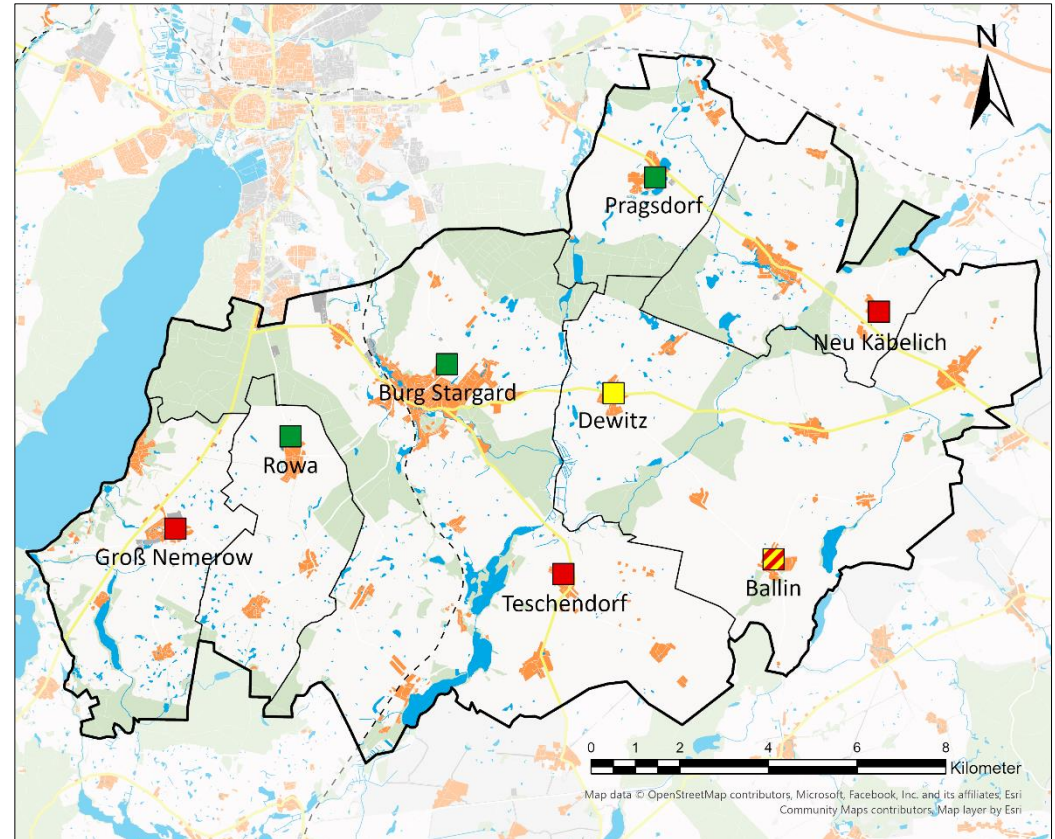 N
Pragsdorf
Neu Käbelich
Burg Stargard
Dewitz
Rowa
Groß Nemerow
Teschendorf
Ballin
0 1 2 4 6 8
Kilometer
Map data © OpenStreetMap contributors, Microsoft, Facebook, Inc. and its affiliates, Esri
Community Maps contributors, Map layer by Esri